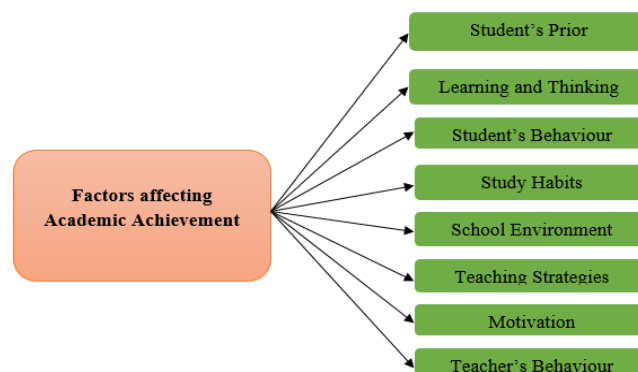 Factors affecting
Academic Achievement
Student's Prior
Learning and Thinking
Student's Behaviour
Study Habits
School Environment
Teaching Strategies
Motivation
Teacher's Behaviour